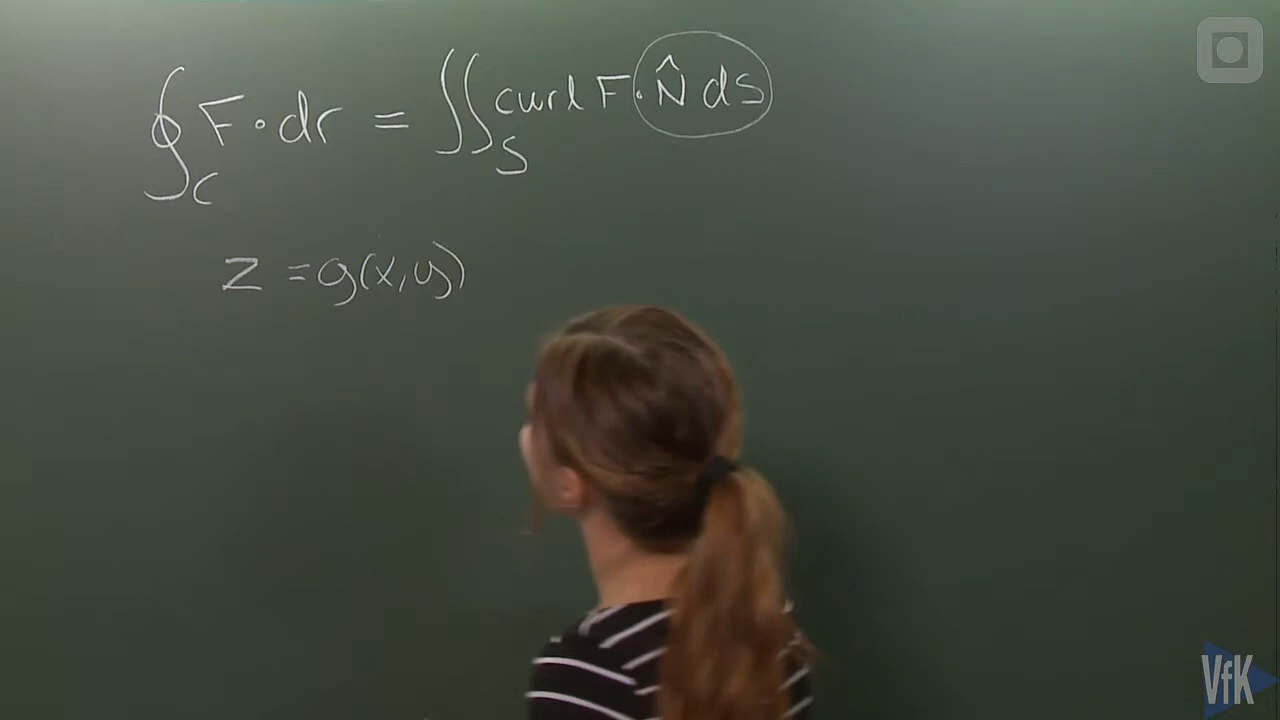 ∮_C F · dr = ∬_S curl F · N̂ dS
z = g(x,y)
VfK